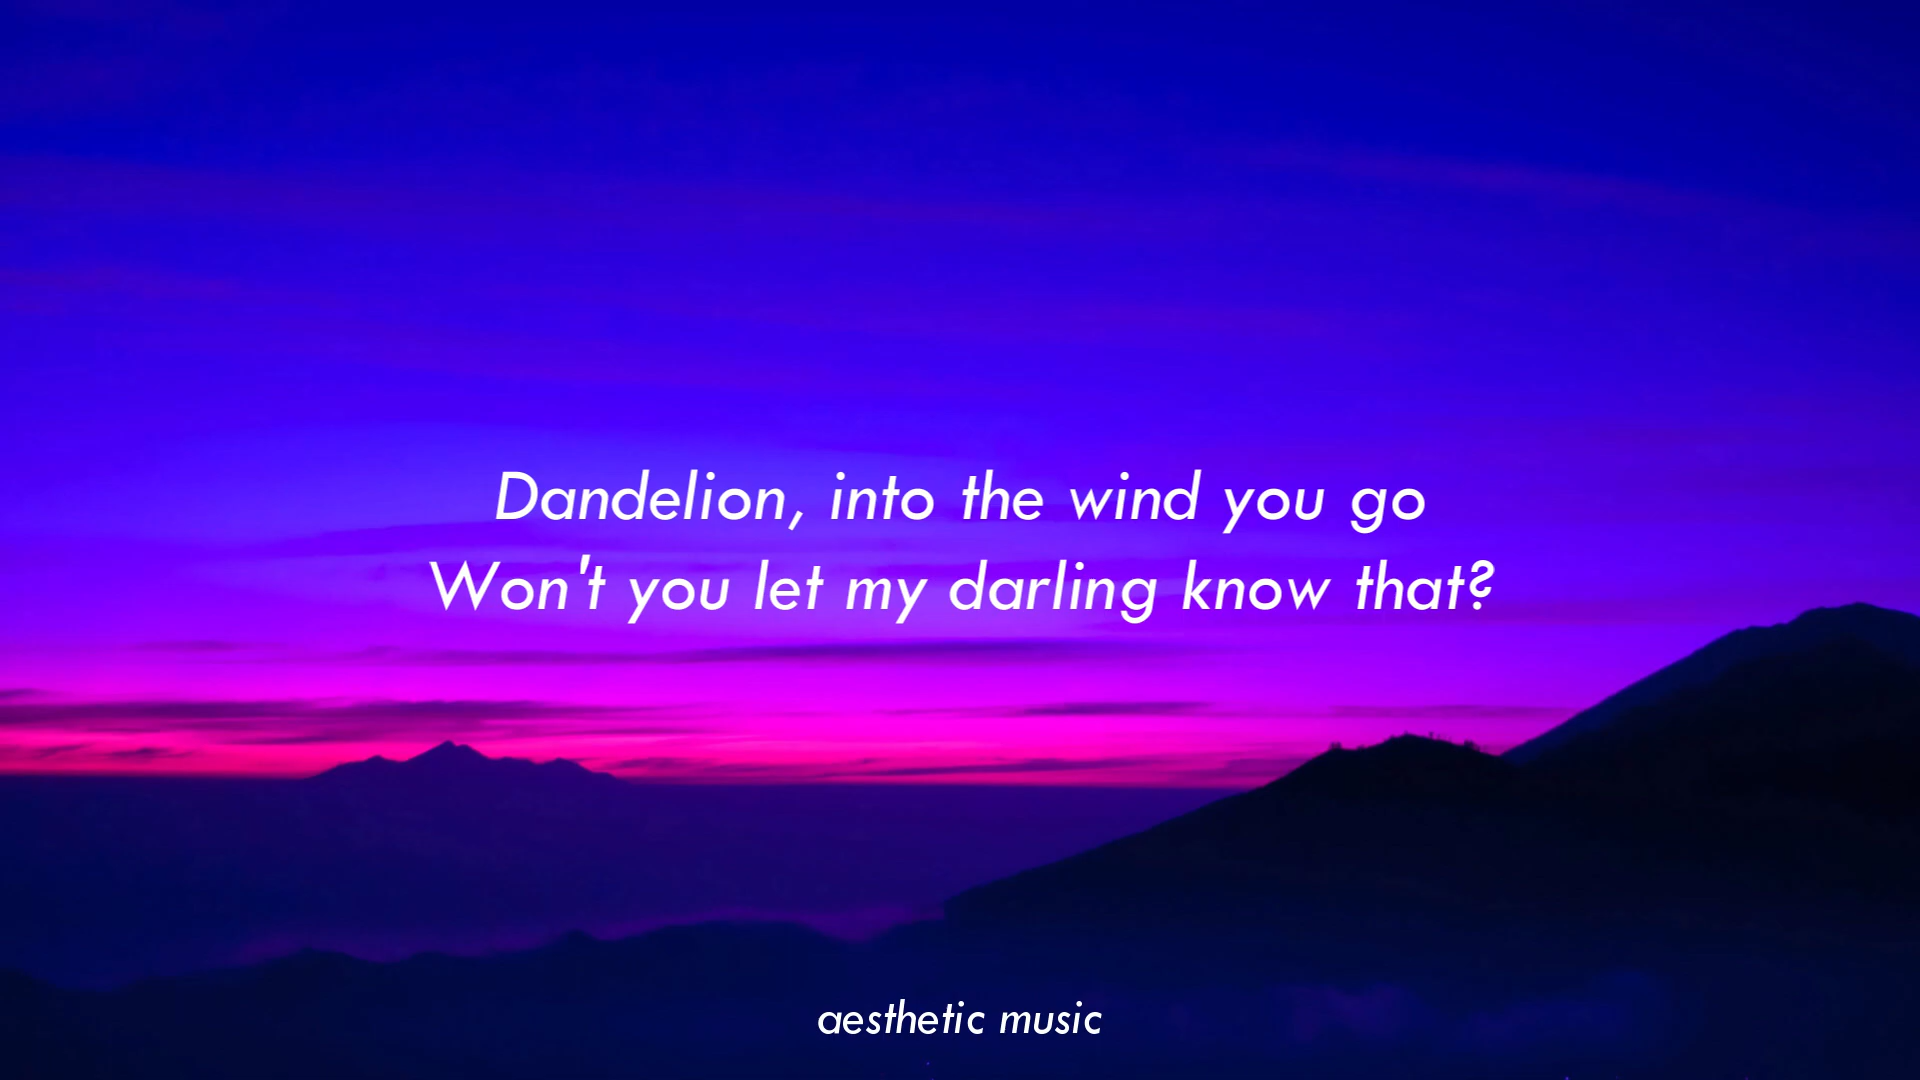 Dandelion, into the wind you go
Won't you let my darling know that?
aesthetic music